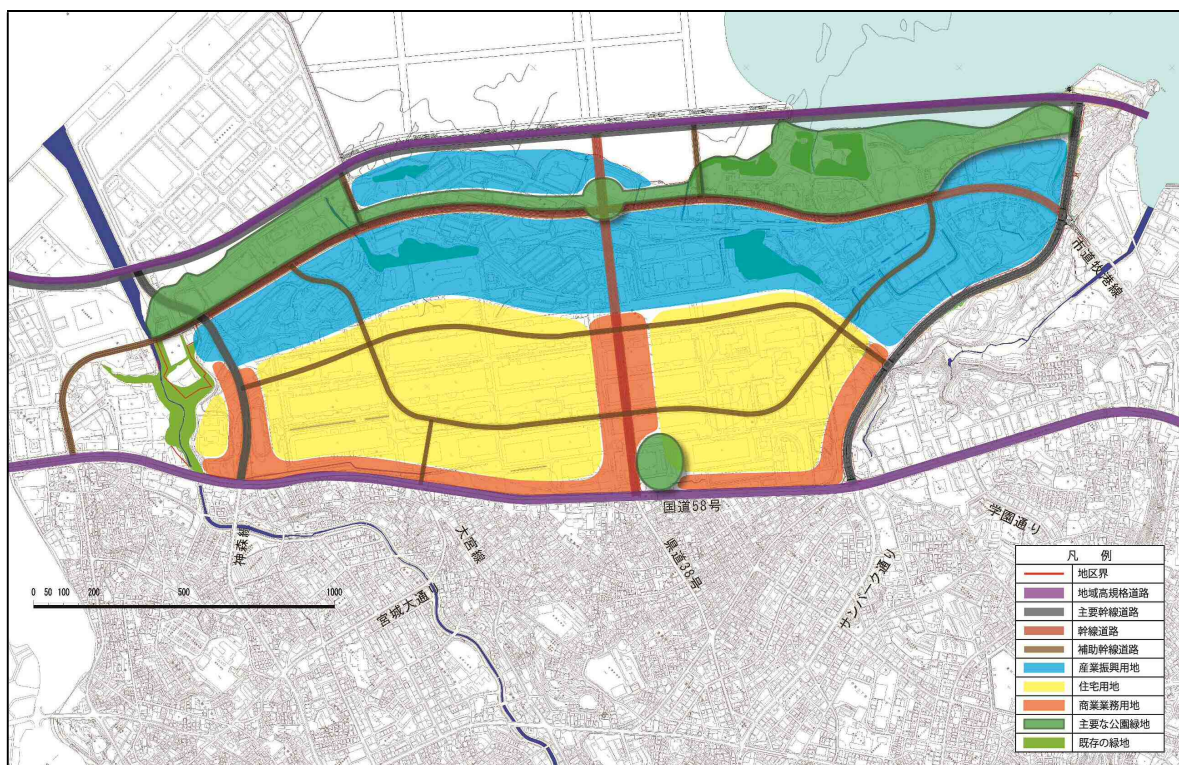 市道牧港線
国道58号
学園通り
県道38号
サンパーク通り
大宮線
神森線
宮城大通り
0 50 100 200 500 1000
凡 例
地区界
地域高規格道路
主要幹線道路
幹線道路
補助幹線道路
産業振興用地
住宅用地
商業業務用地
主要な公園緑地
既存の緑地